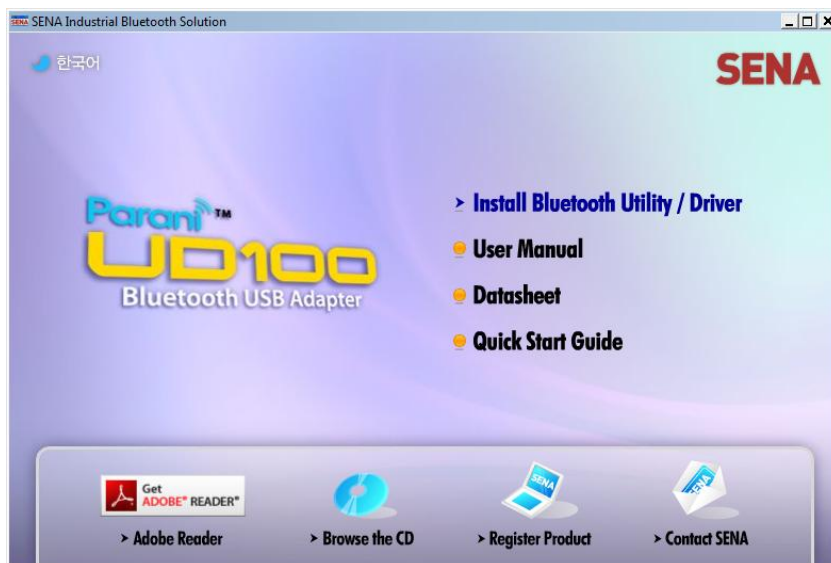 SENA Industrial Bluetooth Solution
한국어
SENA
Parani™
UD100
Bluetooth USB Adapter
Install Bluetooth Utility / Driver
User Manual
Datasheet
Quick Start Guide
Get
ADOBE® READER®
Adobe Reader
Browse the CD
SENA
Register Product
SENA
Contact SENA